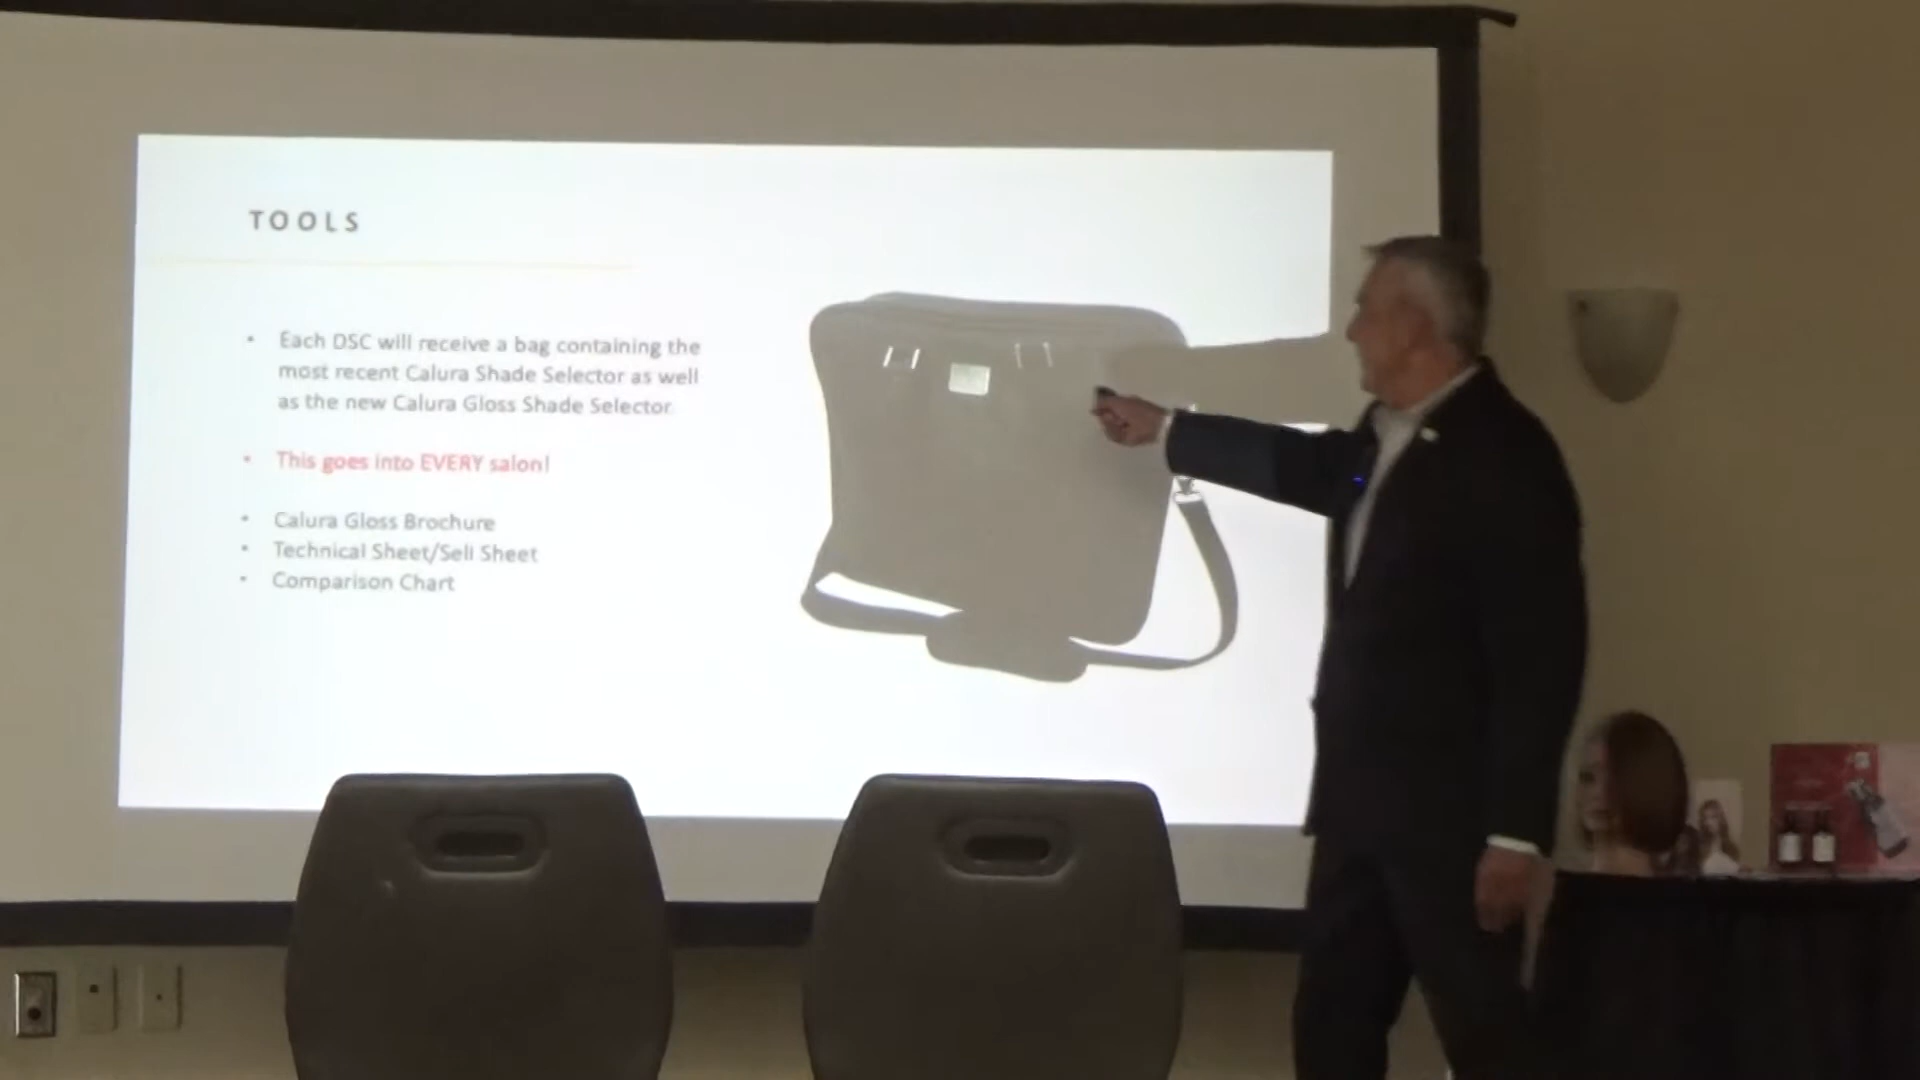 TOOLS
Each DSC will receive a bag containing the
most recent Calura Shade Selector as well
as the new Calura Gloss Shade Selector.
This goes into EVERY salon!
Calura Gloss Brochure
Technical Sheet/Sell Sheet
Comparison Chart